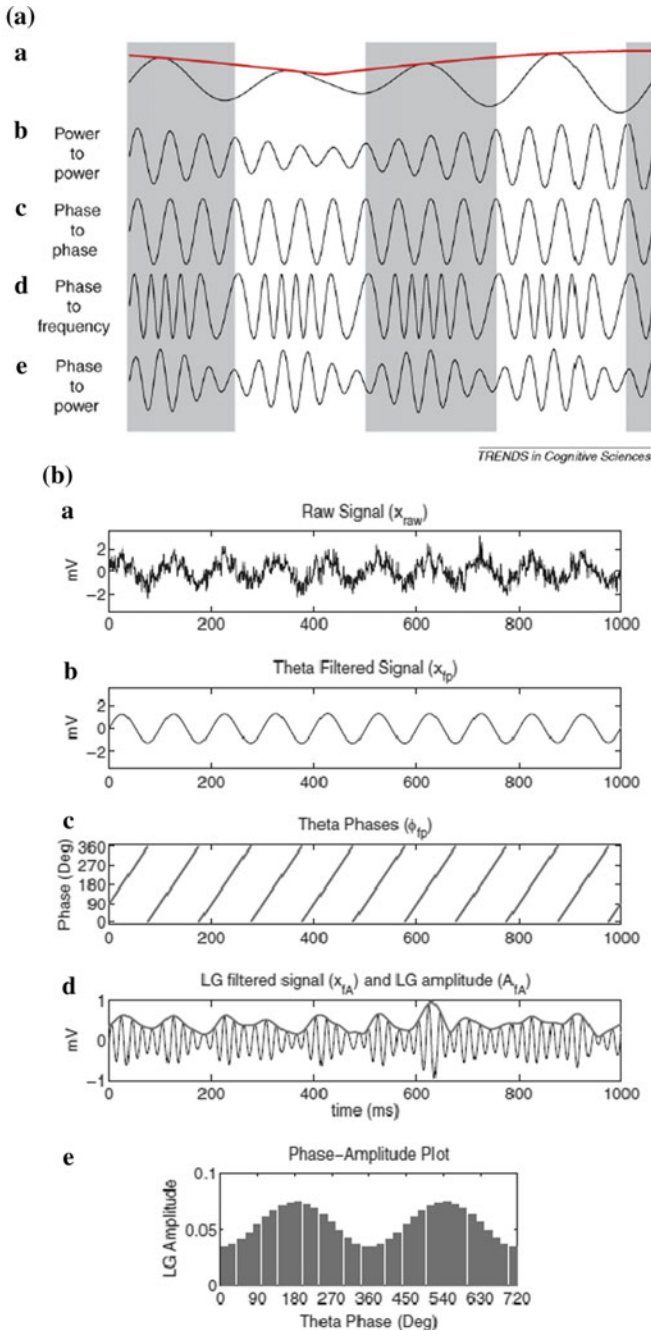 (a)
a
b Power
to
power
c Phase
to
phase
d Phase
to
frequency
e Phase
to
power
TRENDS in Cognitive Sciences
(b)
a
Raw Signal (x_raw)
mV
2
0
−2
0 200 400 600 800 1000
b
Theta Filtered Signal (x_fp)
mV
2
0
−2
0 200 400 600 800 1000
c
Theta Phases (ϕ_fp)
Phase (Deg)
360
270
180
90
0
0 200 400 600 800 1000
d
LG filtered signal (x_fA) and LG amplitude (A_fA)
mV
1
0
−1
0 200 400 600 800 1000
time (ms)
e
Phase−Amplitude Plot
LG Amplitude
0.1
0.05
0
0 90 180 270 360 450 540 630 720
Theta Phase (Deg)